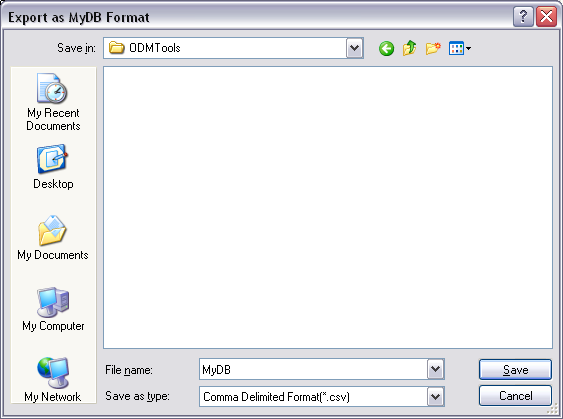 Export as MyDB Format
Save in:
ODMTools
My Recent
Documents
Desktop
My Documents
My Computer
My Network
File name:
MyDB
Save
Save as type:
Comma Delimited Format(*.csv)
Cancel